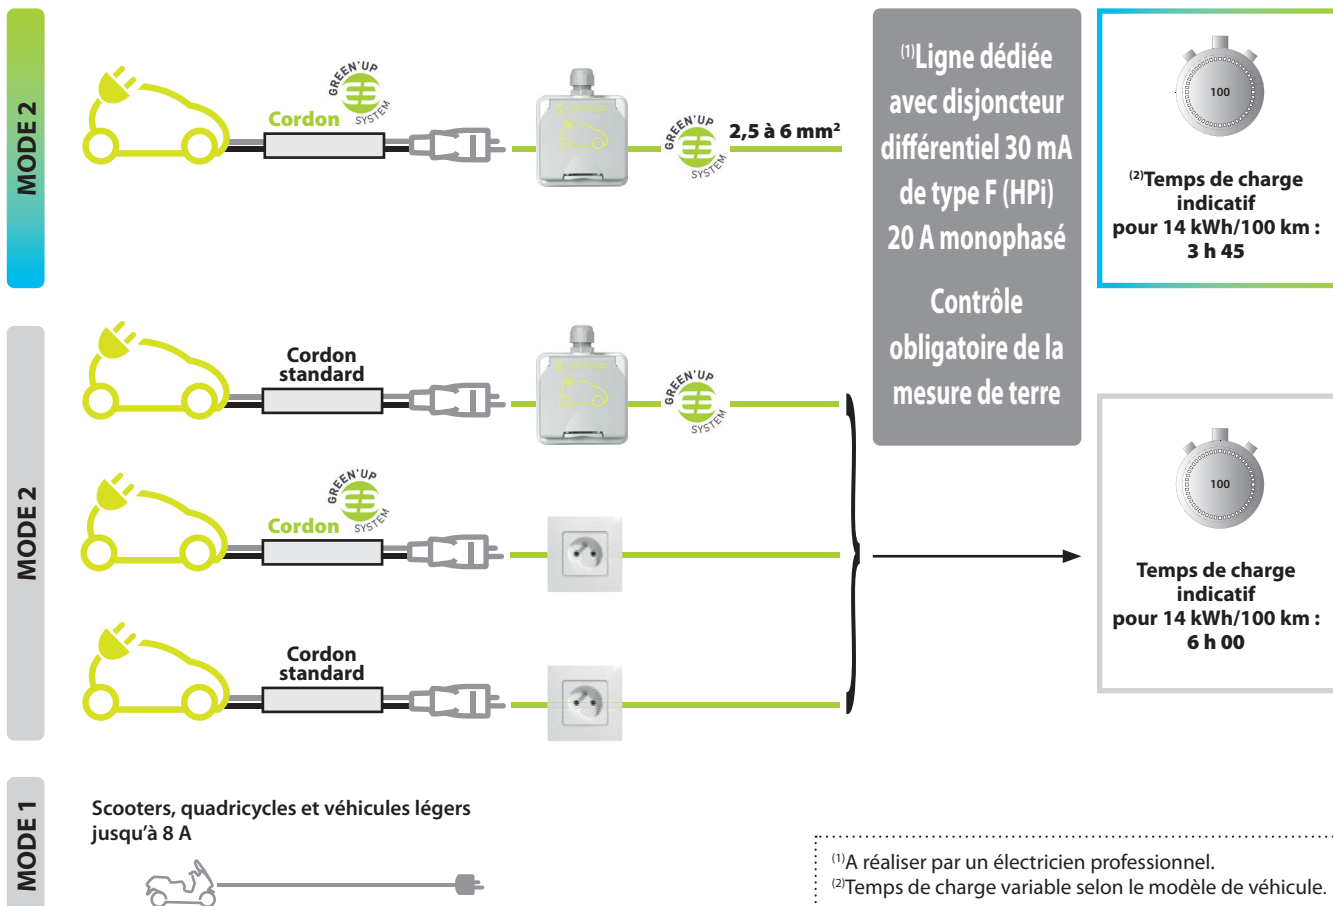 MODE 2
GREEN'UP
SYSTEM
Cordon
green'up
GREEN'UP
SYSTEM
2,5 à 6 mm²
(1)Ligne dédiée
avec disjoncteur
différentiel 30 mA
de type F (HPi)
20 A monophasé
Contrôle
obligatoire de la
mesure de terre
100
(2)Temps de charge
indicatif
pour 14 kWh/100 km :
3 h 45
MODE 2
Cordon
standard
green'up
GREEN'UP
SYSTEM
GREEN'UP
SYSTEM
Cordon
Cordon
standard
100
Temps de charge
indicatif
pour 14 kWh/100 km :
6 h 00
MODE 1
Scooters, quadricycles et véhicules légers
jusqu'à 8 A
(1)A réaliser par un électricien professionnel.
(2)Temps de charge variable selon le modèle de véhicule.